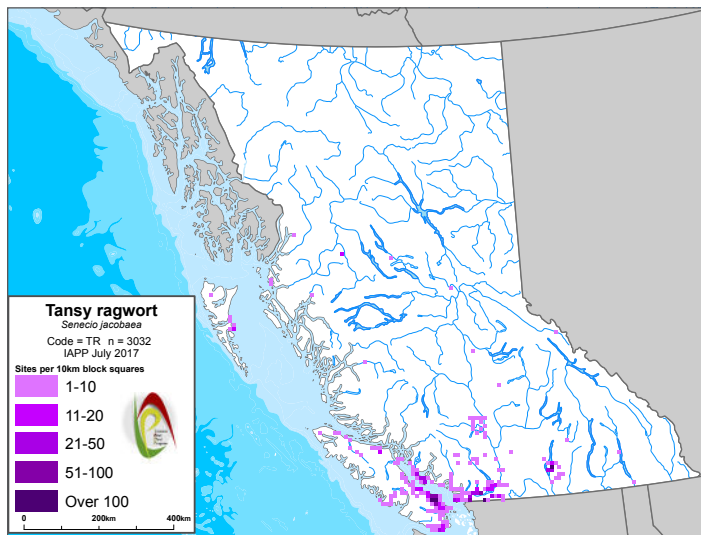 Tansy ragwort
Senecio jacobaea
Code = TR n = 3032
IAPP July 2017
Sites per 10km block squares
1-10
11-20
21-50
51-100
Over 100
0 200km 400km